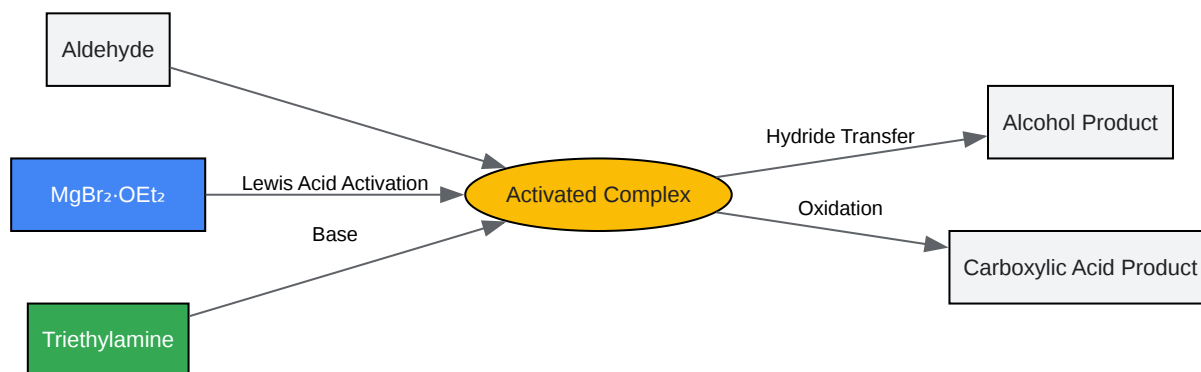 Aldehyde
MgBr₂·OEt₂
Triethylamine
Lewis Acid Activation
Base
Activated Complex
Hydride Transfer
Oxidation
Alcohol Product
Carboxylic Acid Product